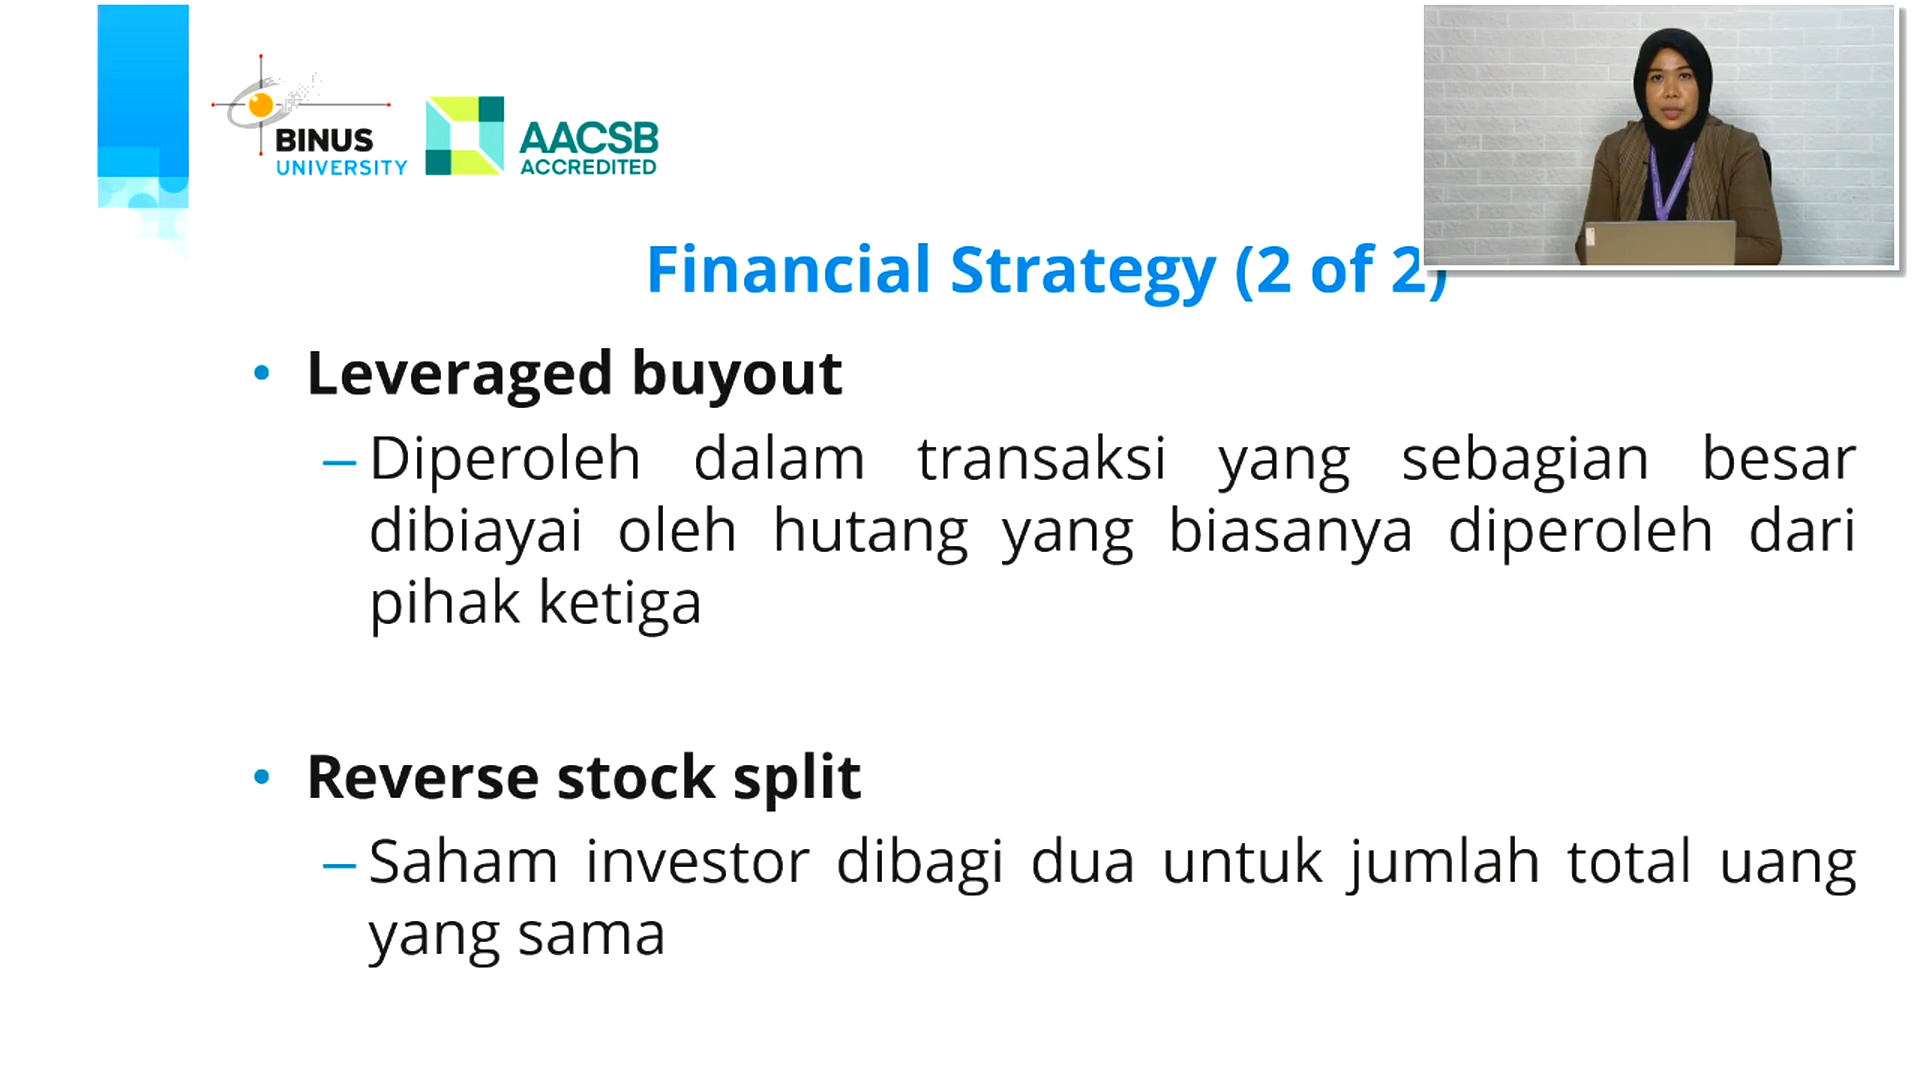 BINUS
UNIVERSITY
AACSB
ACCREDITED
Financial Strategy (2 of 2)
• Leveraged buyout
– Diperoleh dalam transaksi yang sebagian besar
dibiayai oleh hutang yang biasanya diperoleh dari
pihak ketiga
• Reverse stock split
– Saham investor dibagi dua untuk jumlah total uang
yang sama